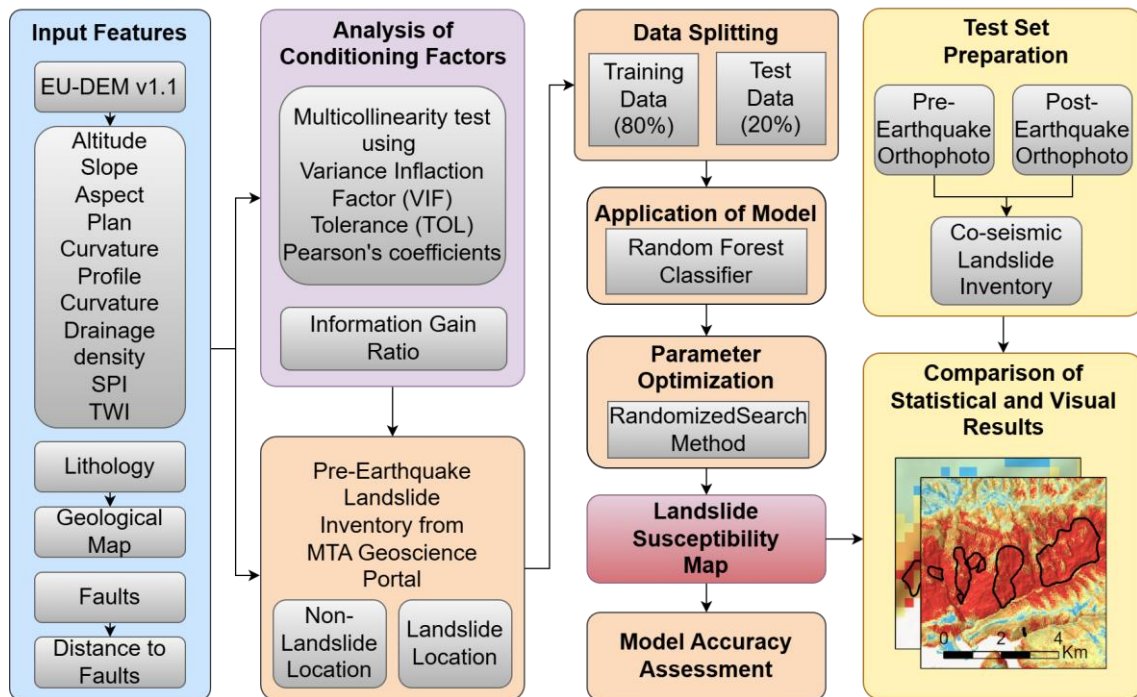 Input Features
EU-DEM v1.1
Altitude
Slope
Aspect
Plan
Curvature
Profile
Curvature
Drainage
density
SPI
TWI
Lithology
Geological
Map
Faults
Distance to
Faults
Analysis of
Conditioning Factors
Multicollinearity test
using
Variance Inflaction
Factor (VIF)
Tolerance (TOL)
Pearson's coefficients
Information Gain
Ratio
Pre-Earthquake
Landslide
Inventory from
MTA Geoscience
Portal
Non-
Landslide
Location
Landslide
Location
Data Splitting
Training
Data
(80%)
Test
Data
(20%)
Application of Model
Random Forest
Classifier
Parameter
Optimization
RandomizedSearch
Method
Landslide
Susceptibility
Map
Model Accuracy
Assessment
Test Set
Preparation
Pre-
Earthquake
Orthophoto
Post-
Earthquake
Orthophoto
Co-seismic
Landslide
Inventory
Comparison of
Statistical and Visual
Results
0 2 4
Km